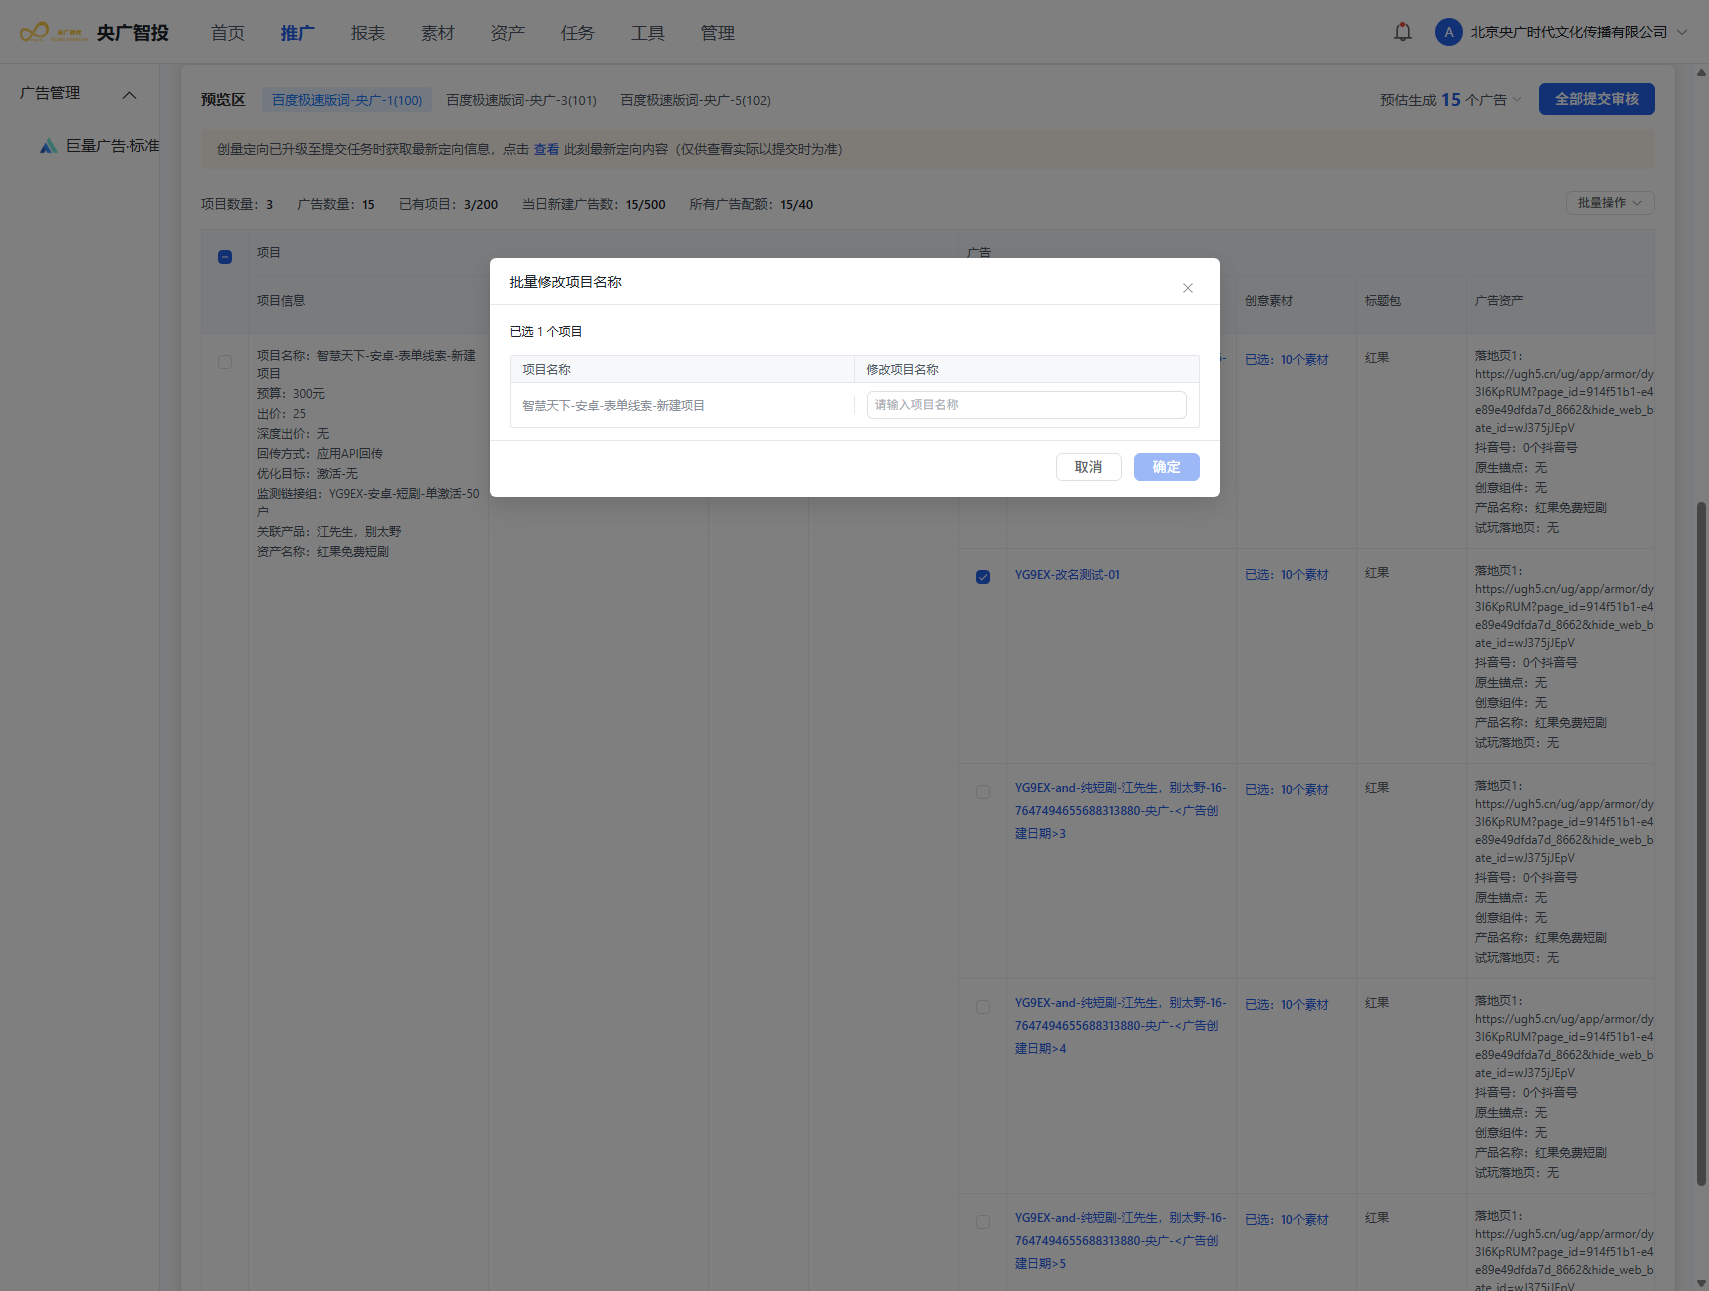 央广智投 首页 推广 报表 素材 资产 任务 工具 管理 A 北京央广时代文化传播有限公司
广告管理
巨量广告·标准
预览区 百度极速版词-央广-1(100) 百度极速版词-央广-3(101) 百度极速版词-央广-5(102) 预估生成 15 个广告 全部提交审核
创量定向已升级至提交任务时获取最新定向信息，点击 查看 此刻最新定向内容（仅供查看实际以提交时为准）
项目数量：3 广告数量：15 已有项目：3/200 当日新建广告数：15/500 所有广告配额：15/40 批量操作
项目 广告
项目信息 创意素材 标题包 广告资产
项目名称：智慧天下-安卓-表单线索-新建
项目
预算：300元
出价：25
深度出价：无
回传方式：应用API回传
优化目标：激活-无
监测链接组：YG9EX-安卓-短剧-单激活-50
户
关联产品：江先生，别太野
资产名称：红果免费短剧
批量修改项目名称
已选 1 个项目
项目名称 修改项目名称
智慧天下-安卓-表单线索-新建项目 请输入项目名称
取消 确定
已选：10个素材 红果
落地页1:
https://ugh5.cn/ug/app/armor/dy
3I6KpRUM?page_id=914f51b1-e4
e89e49dfda7d_8662&hide_web_b
ate_id=wJ375jJEpV
抖音号：0个抖音号
原生锚点：无
创意组件：无
产品名称：红果免费短剧
试玩落地页：无
YG9EX-改名测试-01 已选：10个素材 红果
落地页1:
https://ugh5.cn/ug/app/armor/dy
3I6KpRUM?page_id=914f51b1-e4
e89e49dfda7d_8662&hide_web_b
ate_id=wJ375jJEpV
抖音号：0个抖音号
原生锚点：无
创意组件：无
产品名称：红果免费短剧
试玩落地页：无
YG9EX-and-纯短剧-江先生，别太野-16-
7647494655688313880-央广-<广告创
建日期>3
已选：10个素材 红果
落地页1:
https://ugh5.cn/ug/app/armor/dy
3I6KpRUM?page_id=914f51b1-e4
e89e49dfda7d_8662&hide_web_b
ate_id=wJ375jJEpV
抖音号：0个抖音号
原生锚点：无
创意组件：无
产品名称：红果免费短剧
试玩落地页：无
YG9EX-and-纯短剧-江先生，别太野-16-
7647494655688313880-央广-<广告创
建日期>4
已选：10个素材 红果
落地页1:
https://ugh5.cn/ug/app/armor/dy
3I6KpRUM?page_id=914f51b1-e4
e89e49dfda7d_8662&hide_web_b
ate_id=wJ375jJEpV
抖音号：0个抖音号
原生锚点：无
创意组件：无
产品名称：红果免费短剧
试玩落地页：无
YG9EX-and-纯短剧-江先生，别太野-16-
7647494655688313880-央广-<广告创
建日期>5
已选：10个素材 红果
落地页1:
https://ugh5.cn/ug/app/armor/dy
3I6KpRUM?page_id=914f51b1-e4
e89e49dfda7d_8662&hide_web_b
ate_id=wJ375jJEpV